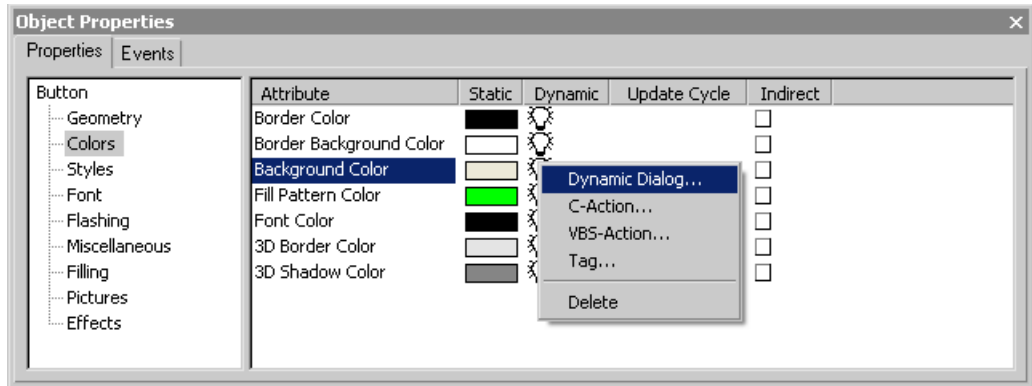 Object Properties
Properties Events
Button
Geometry
Colors
Styles
Font
Flashing
Miscellaneous
Filling
Pictures
Effects
Attribute Static Dynamic Update Cycle Indirect
Border Color
Border Background Color
Background Color
Fill Pattern Color
Font Color
3D Border Color
3D Shadow Color
Dynamic Dialog...
C-Action...
VBS-Action...
Tag...
Delete